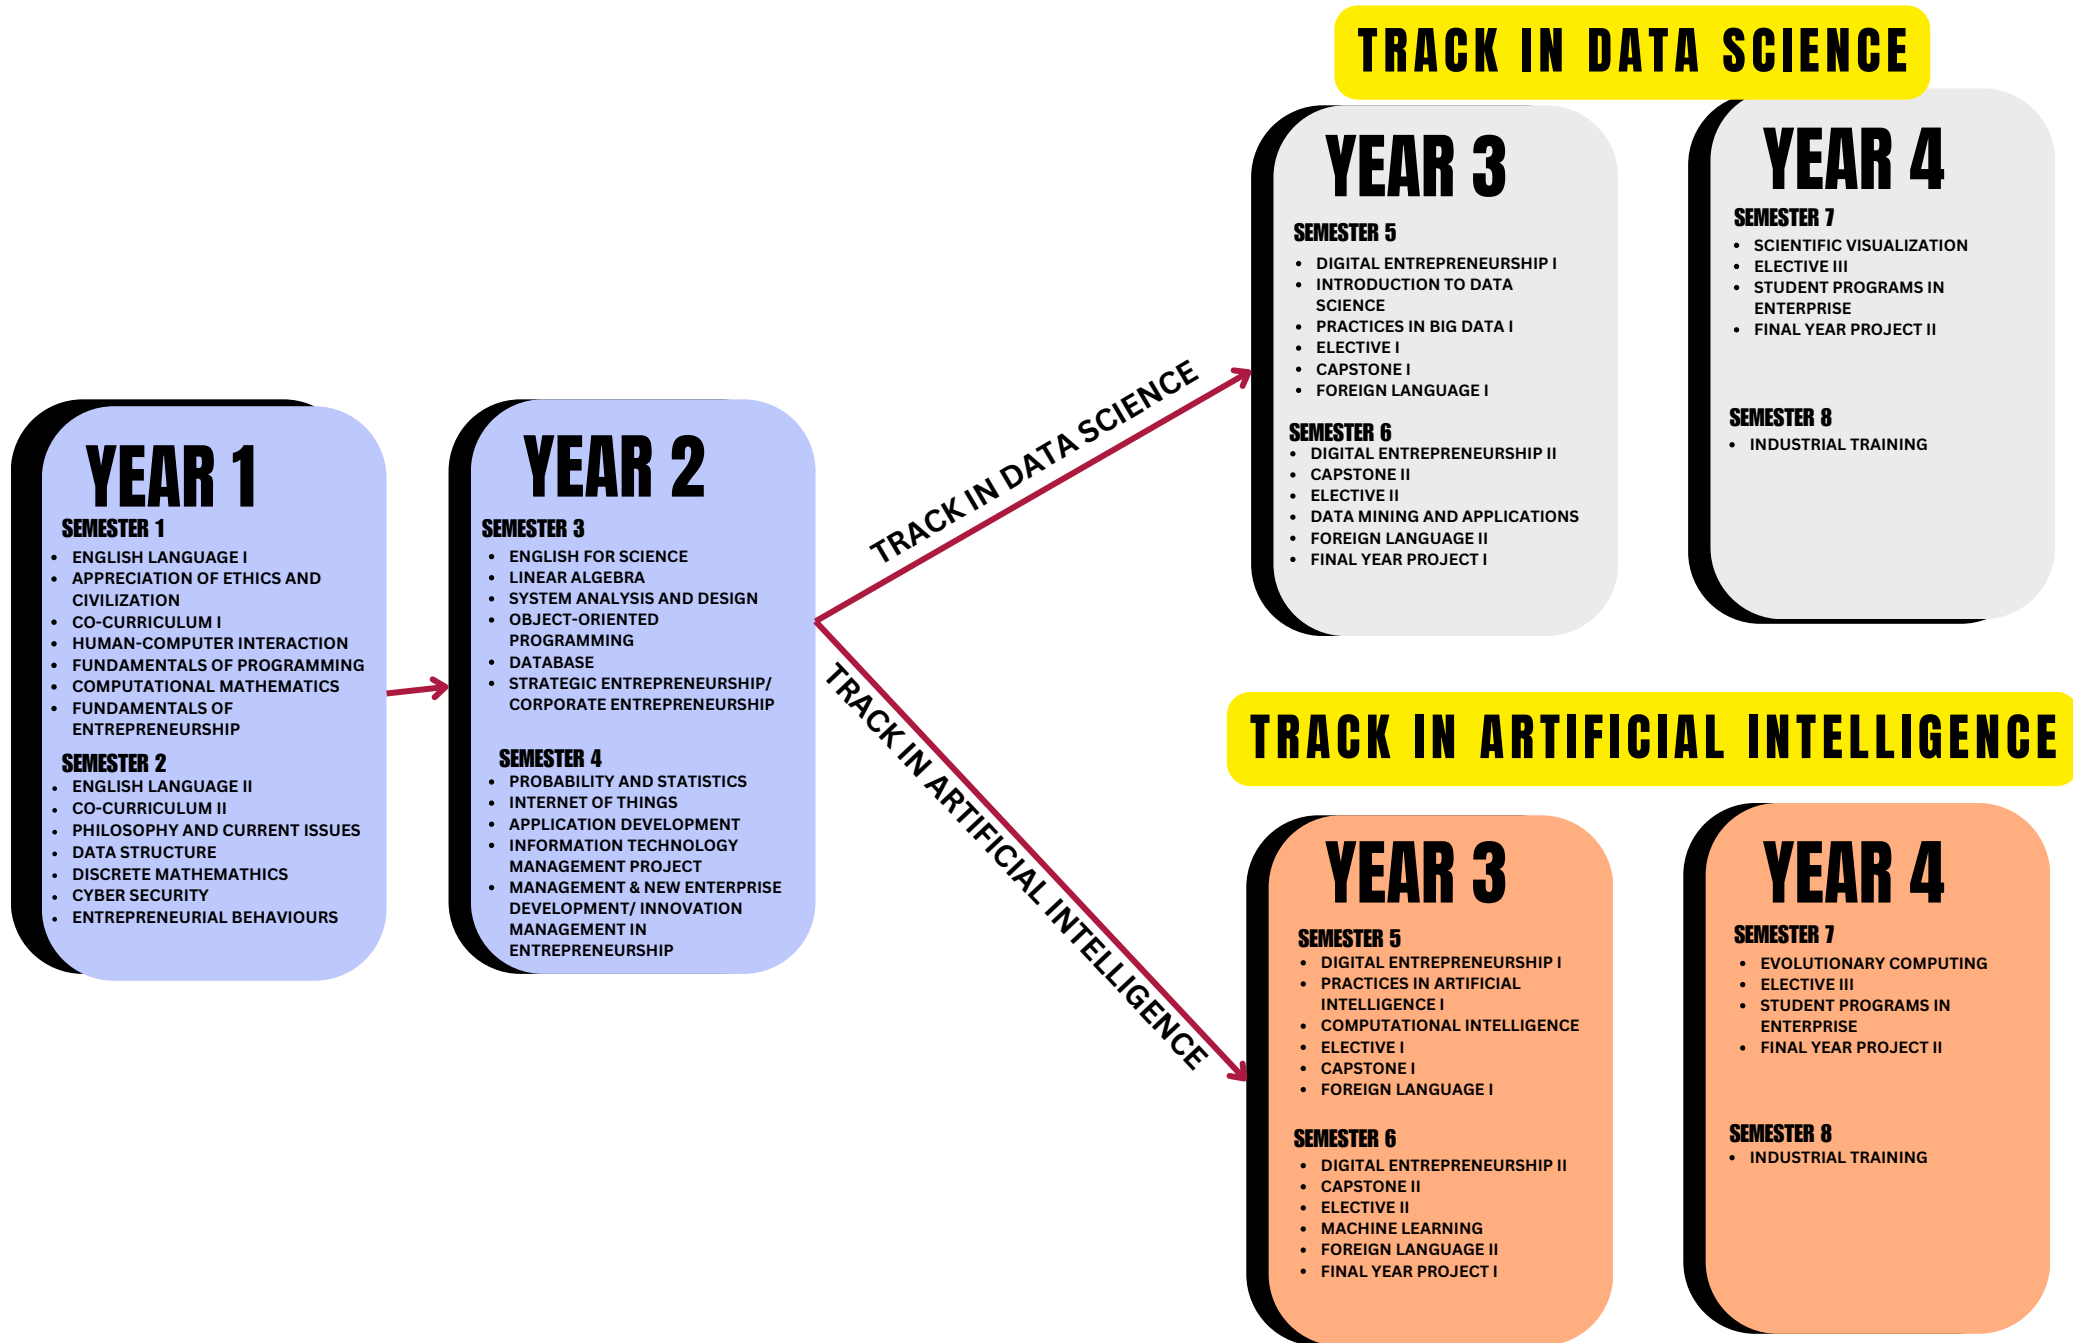 YEAR 1
SEMESTER 1
• ENGLISH LANGUAGE I
• APPRECIATION OF ETHICS AND
CIVILIZATION
• CO-CURRICULUM I
• HUMAN-COMPUTER INTERACTION
• FUNDAMENTALS OF PROGRAMMING
• COMPUTATIONAL MATHEMATICS
• FUNDAMENTALS OF
ENTREPRENEURSHIP
SEMESTER 2
• ENGLISH LANGUAGE II
• CO-CURRICULUM II
• PHILOSOPHY AND CURRENT ISSUES
• DATA STRUCTURE
• DISCRETE MATHEMATHICS
• CYBER SECURITY
• ENTREPRENEURIAL BEHAVIOURS
YEAR 2
SEMESTER 3
• ENGLISH FOR SCIENCE
• LINEAR ALGEBRA
• SYSTEM ANALYSIS AND DESIGN
• OBJECT-ORIENTED
PROGRAMMING
• DATABASE
• STRATEGIC ENTREPRENEURSHIP/
CORPORATE ENTREPRENEURSHIP
SEMESTER 4
• PROBABILITY AND STATISTICS
• INTERNET OF THINGS
• APPLICATION DEVELOPMENT
• INFORMATION TECHNOLOGY
MANAGEMENT PROJECT
• MANAGEMENT & NEW ENTERPRISE
DEVELOPMENT/ INNOVATION
MANAGEMENT IN
ENTREPRENEURSHIP
TRACK IN DATA SCIENCE
TRACK IN ARTIFICIAL INTELLIGENCE
TRACK IN DATA SCIENCE
YEAR 3
SEMESTER 5
• DIGITAL ENTREPRENEURSHIP I
• INTRODUCTION TO DATA
SCIENCE
• PRACTICES IN BIG DATA I
• ELECTIVE I
• CAPSTONE I
• FOREIGN LANGUAGE I
SEMESTER 6
• DIGITAL ENTREPRENEURSHIP II
• CAPSTONE II
• ELECTIVE II
• DATA MINING AND APPLICATIONS
• FOREIGN LANGUAGE II
• FINAL YEAR PROJECT I
YEAR 4
SEMESTER 7
• SCIENTIFIC VISUALIZATION
• ELECTIVE III
• STUDENT PROGRAMS IN
ENTERPRISE
• FINAL YEAR PROJECT II
SEMESTER 8
• INDUSTRIAL TRAINING
TRACK IN ARTIFICIAL INTELLIGENCE
YEAR 3
SEMESTER 5
• DIGITAL ENTREPRENEURSHIP I
• PRACTICES IN ARTIFICIAL
INTELLIGENCE I
• COMPUTATIONAL INTELLIGENCE
• ELECTIVE I
• CAPSTONE I
• FOREIGN LANGUAGE I
SEMESTER 6
• DIGITAL ENTREPRENEURSHIP II
• CAPSTONE II
• ELECTIVE II
• MACHINE LEARNING
• FOREIGN LANGUAGE II
• FINAL YEAR PROJECT I
YEAR 4
SEMESTER 7
• EVOLUTIONARY COMPUTING
• ELECTIVE III
• STUDENT PROGRAMS IN
ENTERPRISE
• FINAL YEAR PROJECT II
SEMESTER 8
• INDUSTRIAL TRAINING